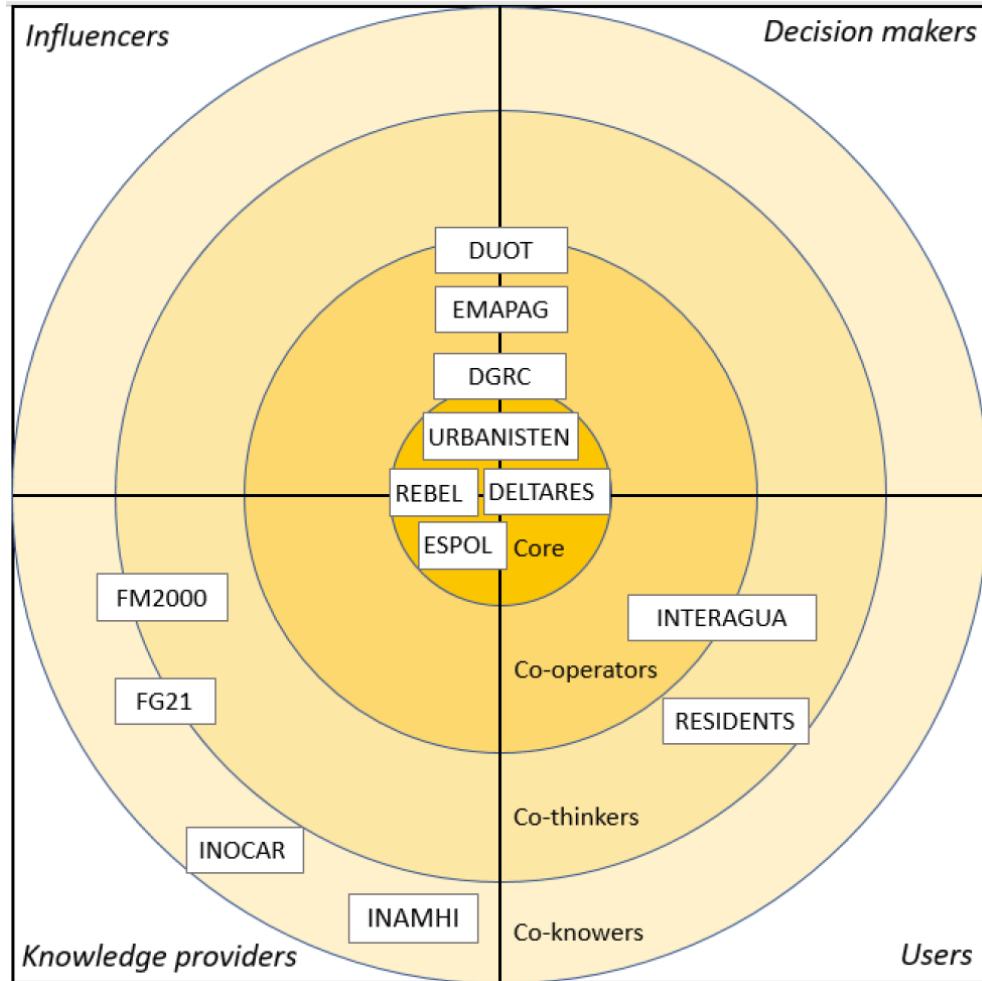 Influencers
Decision makers
DUOT
EMAPAG
DGRC
URBANISTEN
REBEL
DELTARES
ESPOL
Core
FM2000
INTERAGUA
Co-operators
FG21
RESIDENTS
Co-thinkers
INOCAR
INAMHI
Co-knowers
Knowledge providers
Users